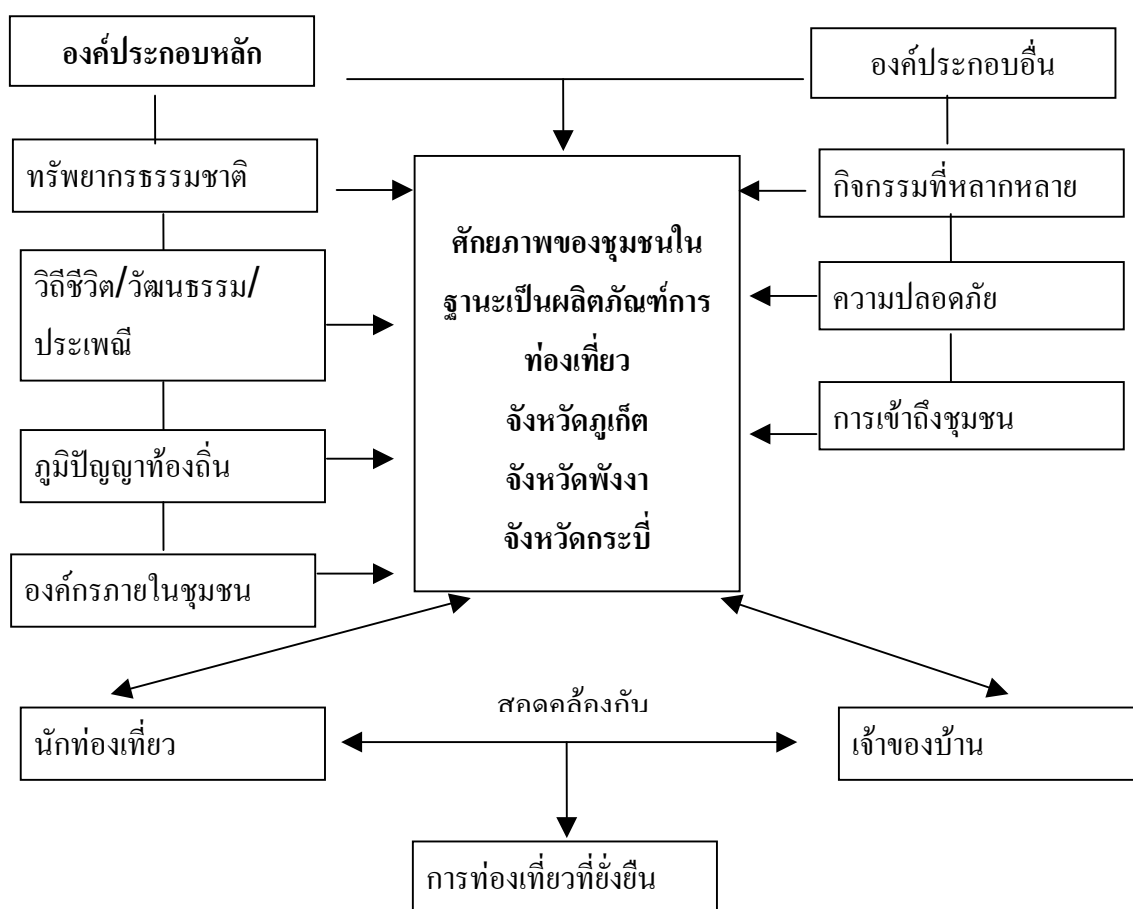 องค์ประกอบหลัก
องค์ประกอบอื่น
ทรัพยากรธรรมชาติ
กิจกรรมที่หลากหลาย
ศักยภาพของชุมชนใน
ฐานะเป็นผลิตภัณฑ์การ
ท่องเที่ยว
จังหวัดภูเก็ต
จังหวัดพังงา
จังหวัดกระบี่
วิถีชีวิต/วัฒนธรรม/
ประเพณี
ความปลอดภัย
ภูมิปัญญาท้องถิ่น
การเข้าถึงชุมชน
องค์กรภายในชุมชน
สอดคล้องกับ
นักท่องเที่ยว
เจ้าของบ้าน
การท่องเที่ยวที่ยั่งยืน